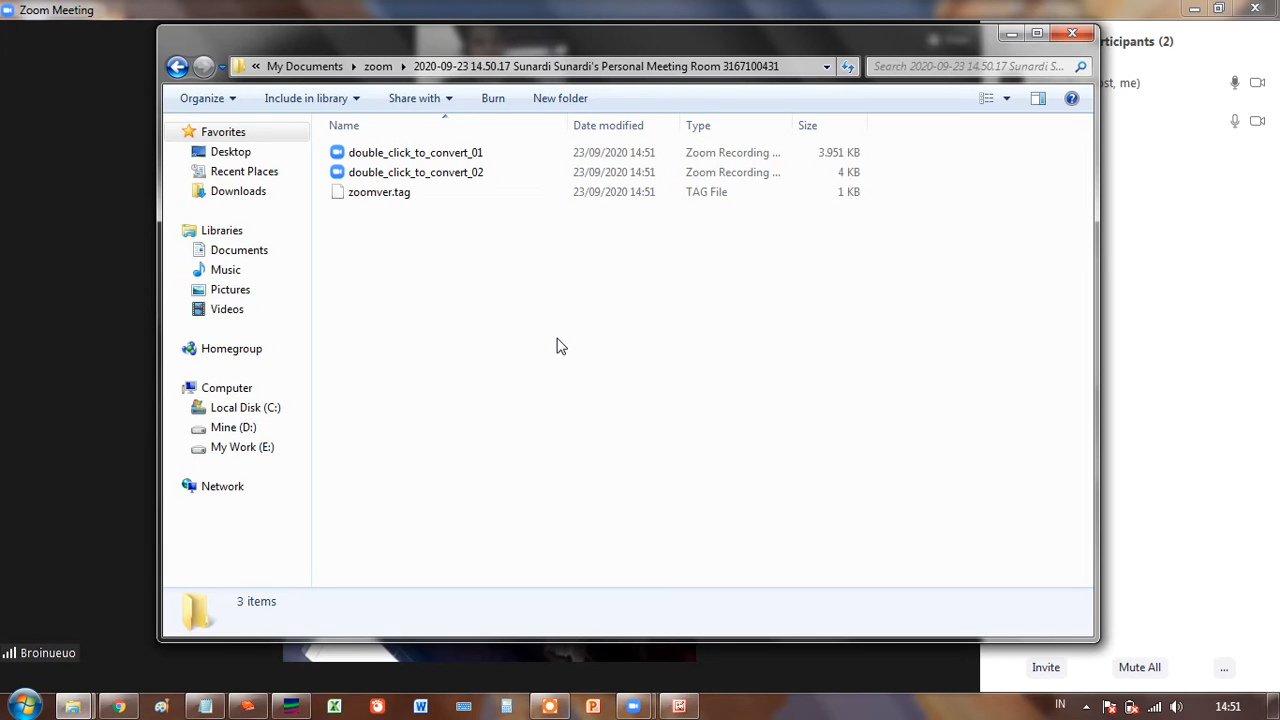 Zoom Meeting
rticipants (2)
« My Documents zoom 2020-09-23 14.50.17 Sunardi Sunardi's Personal Meeting Room 3167100431
Search 2020-09-23 14.50.17 Sunardi S...
ost, me)
Organize Include in library Share with Burn New folder
Name Date modified Type Size
double_click_to_convert_01 23/09/2020 14:51 Zoom Recording ... 3.951 KB
double_click_to_convert_02 23/09/2020 14:51 Zoom Recording ... 4 KB
zoomver.tag 23/09/2020 14:51 TAG File 1 KB
Favorites
Desktop
Recent Places
Downloads
Libraries
Documents
Music
Pictures
Videos
Homegroup
Computer
Local Disk (C:)
Mine (D:)
My Work (E:)
Network
3 items
Broinueuo
Invite Mute All ...
IN 14:51